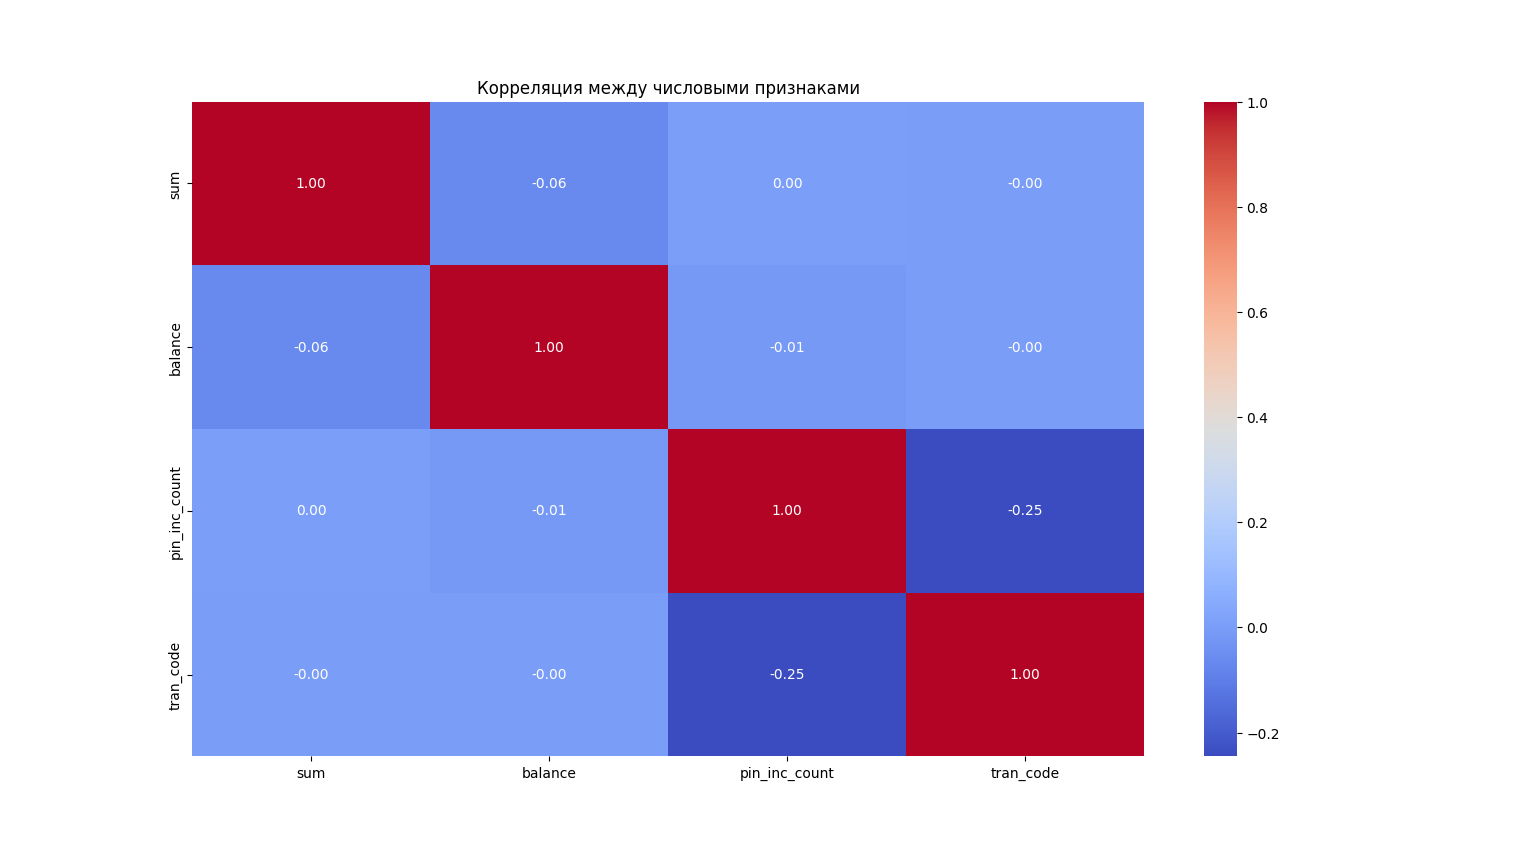 Корреляция между числовыми признаками
sum 1.00 -0.06 0.00 -0.00
balance -0.06 1.00 -0.01 -0.00
pin_inc_count 0.00 -0.01 1.00 -0.25
tran_code -0.00 -0.00 -0.25 1.00
sum balance pin_inc_count tran_code
1.0
0.8
0.6
0.4
0.2
0.0
−0.2